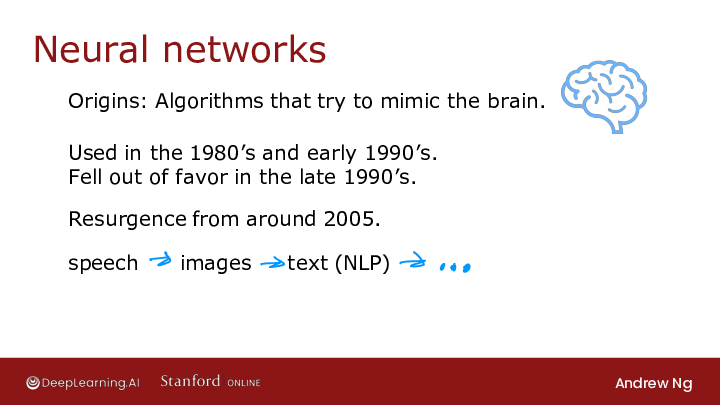 Neural networks
Origins: Algorithms that try to mimic the brain.
Used in the 1980’s and early 1990’s.
Fell out of favor in the late 1990’s.
Resurgence from around 2005.
speech → images → text (NLP) → ...
DeepLearning.AI Stanford ONLINE Andrew Ng